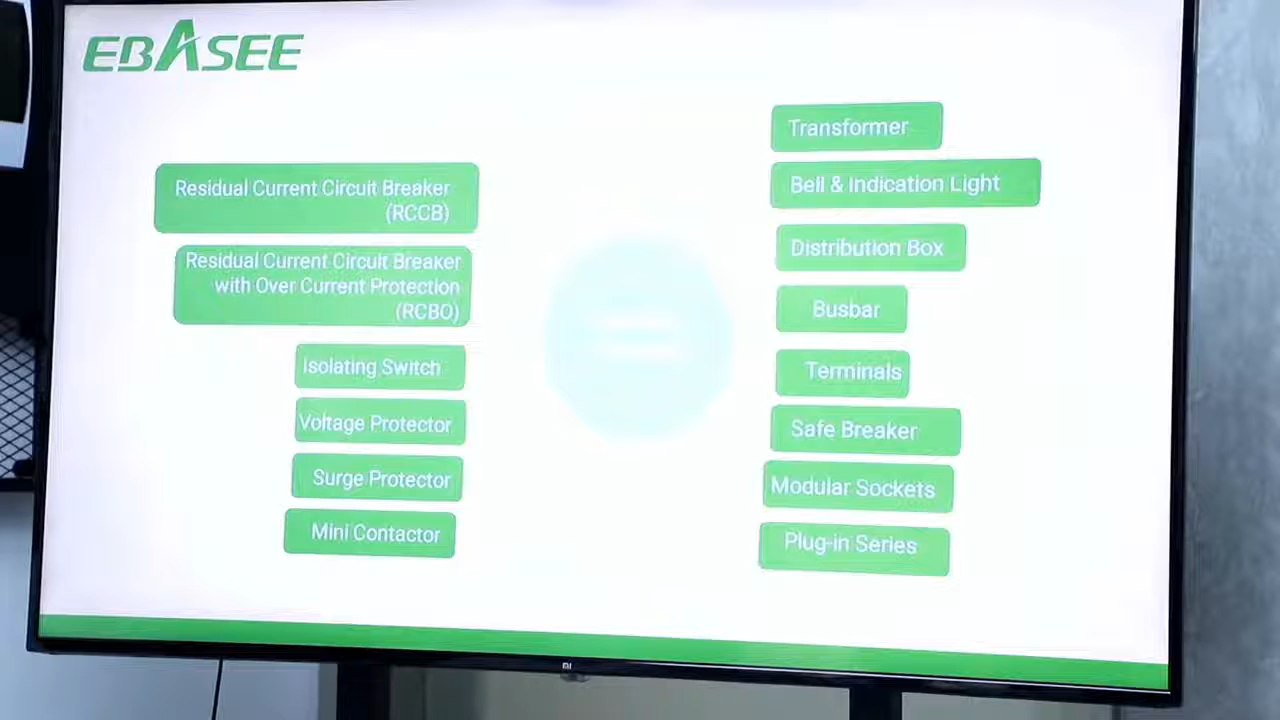 EBASEE
Residual Current Circuit Breaker
(RCCB)
Residual Current Circuit Breaker
with Over Current Protection
(RCBO)
Isolating Switch
Voltage Protector
Surge Protector
Mini Contactor
Transformer
Bell & Indication Light
Distribution Box
Busbar
Terminals
Safe Breaker
Modular Sockets
Plug-in Series
mi